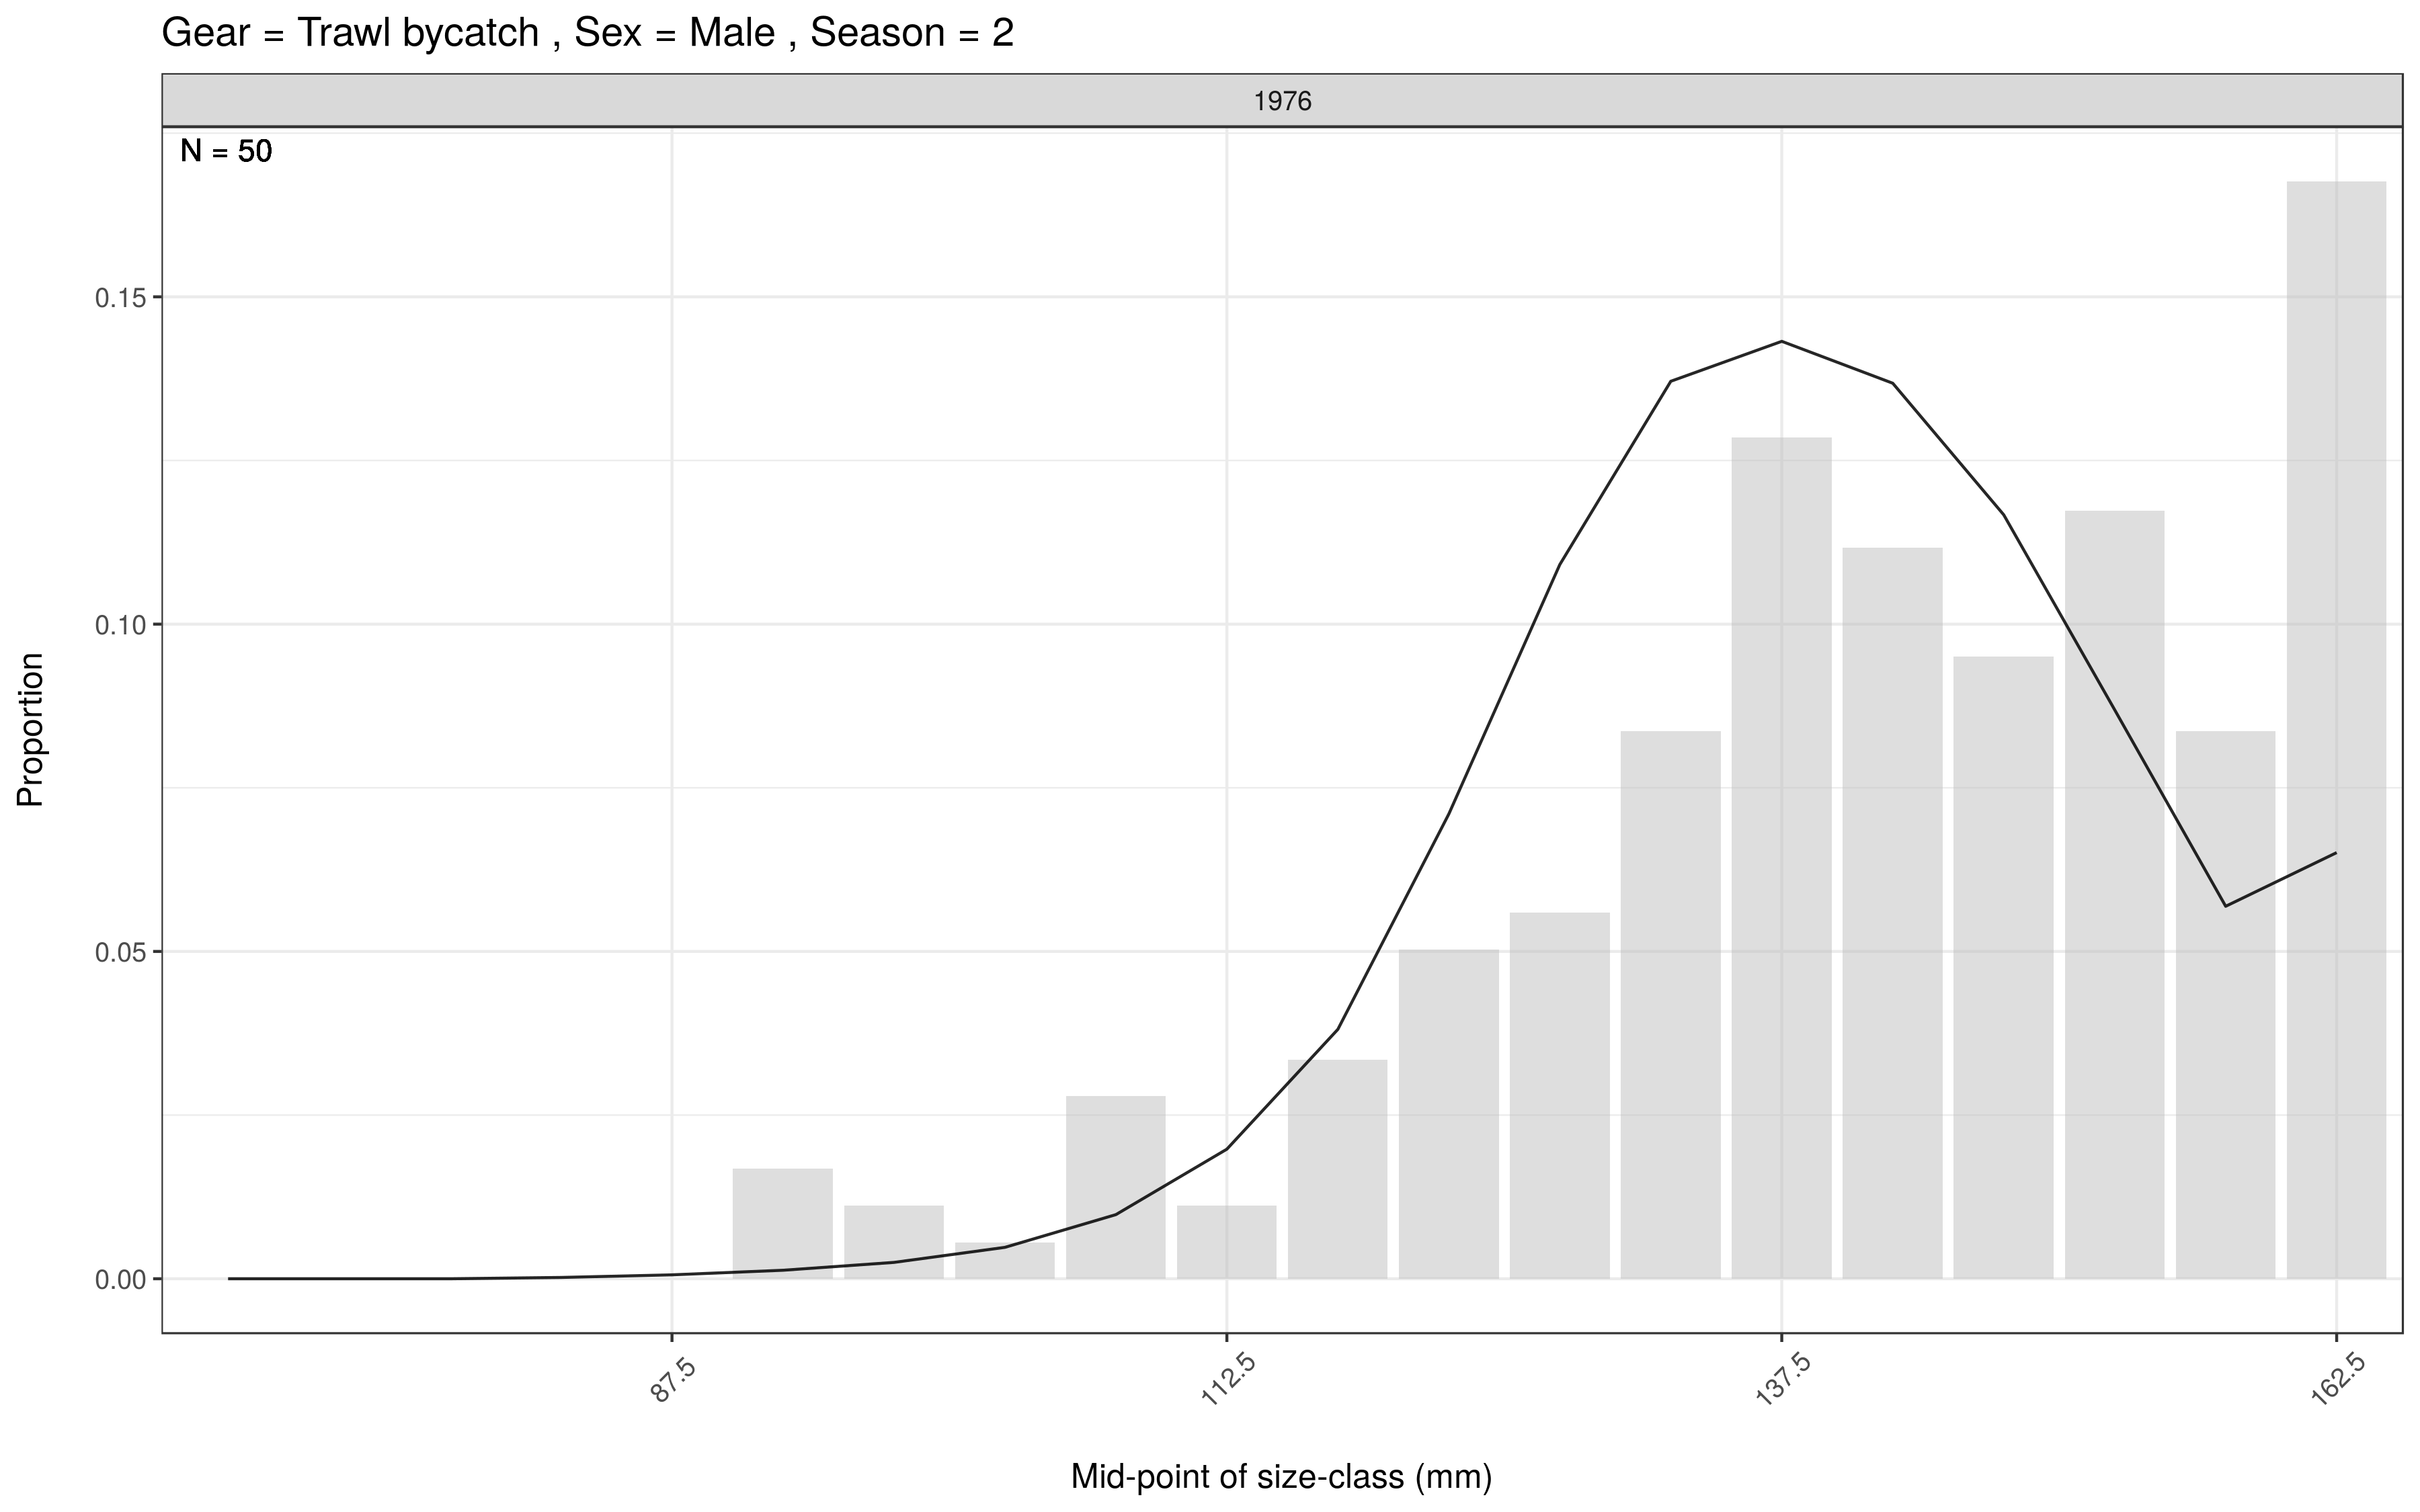 Gear = Trawl bycatch , Sex = Male , Season = 2
1976
N = 50
0.15
0.10
0.05
0.00
Proportion
87.5
112.5
137.5
162.5
Mid-point of size-class (mm)